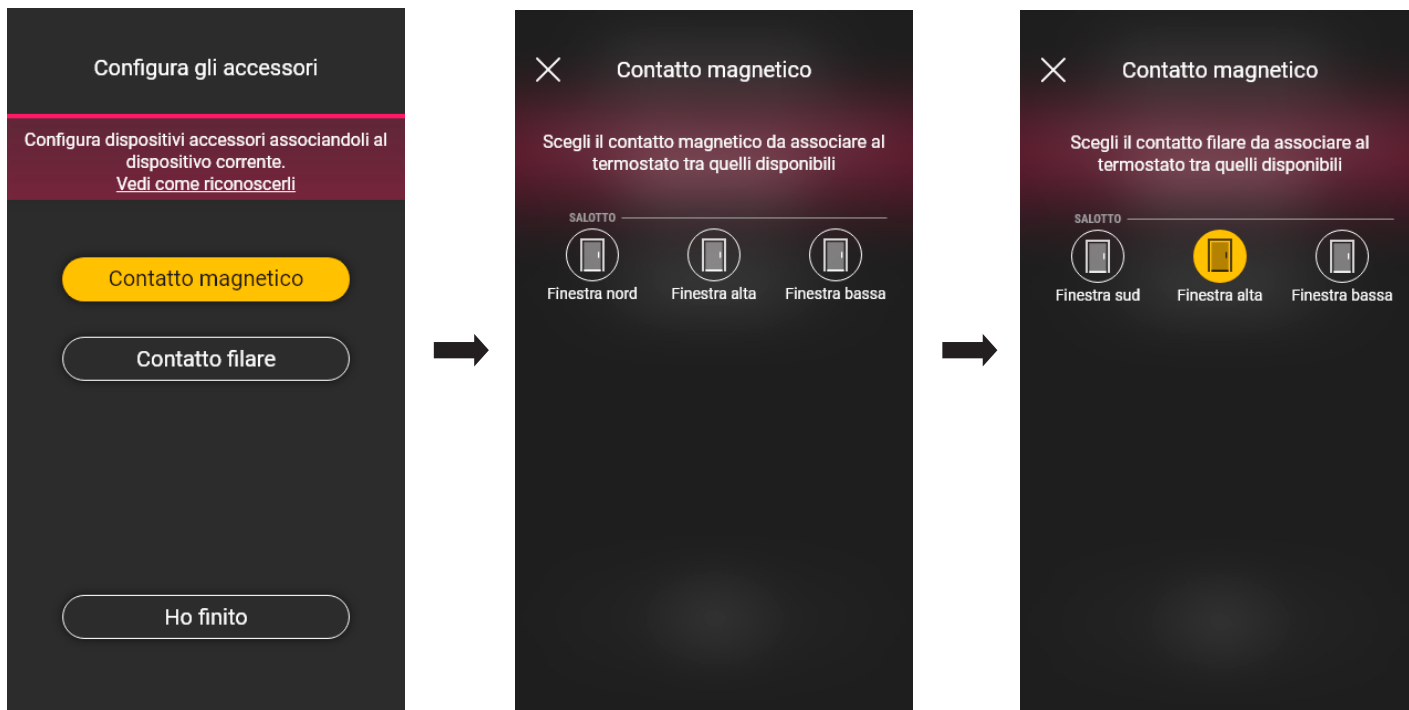 Configura gli accessori
Configura dispositivi accessori associandoli al
dispositivo corrente.
Vedi come riconoscerli
Contatto magnetico
Contatto filare
Ho finito
Contatto magnetico
Scegli il contatto magnetico da associare al
termostato tra quelli disponibili
SALOTTO
Finestra nord Finestra alta Finestra bassa
Contatto magnetico
Scegli il contatto filare da associare al
termostato tra quelli disponibili
SALOTTO
Finestra sud Finestra alta Finestra bassa